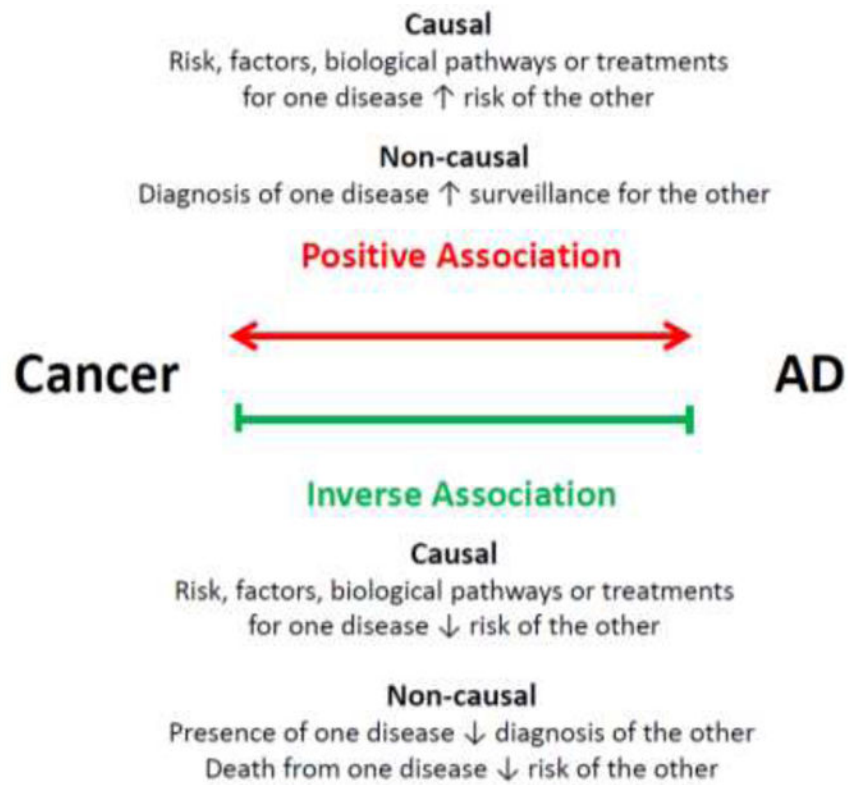 Causal
Risk, factors, biological pathways or treatments
for one disease ↑ risk of the other
Non-causal
Diagnosis of one disease ↑ surveillance for the other
Positive Association
Cancer
AD
Inverse Association
Causal
Risk, factors, biological pathways or treatments
for one disease ↓ risk of the other
Non-causal
Presence of one disease ↓ diagnosis of the other
Death from one disease ↓ risk of the other